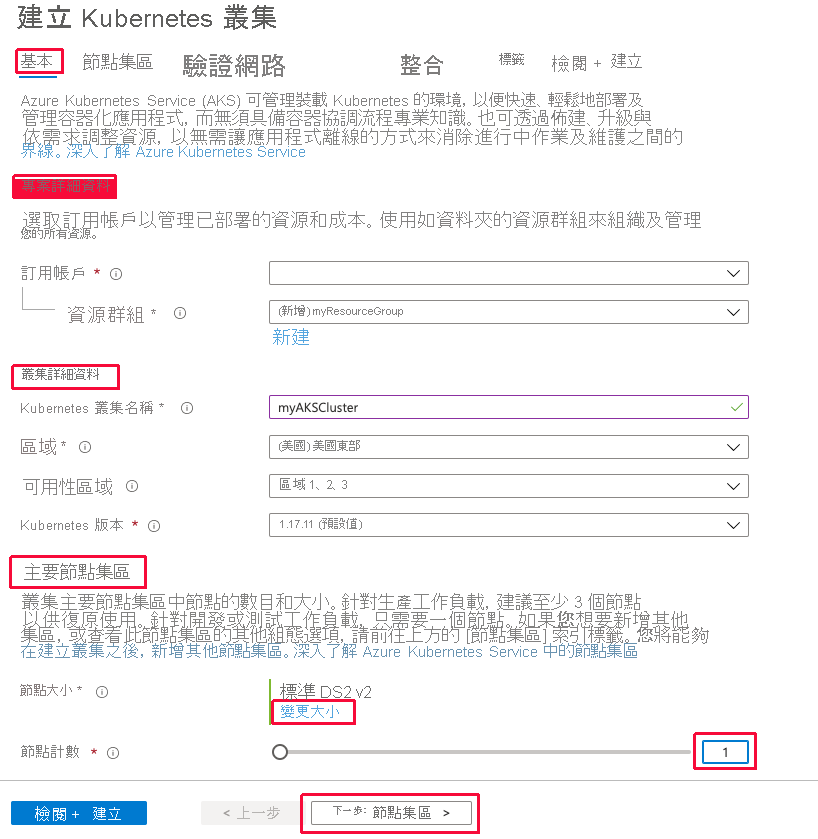 建立 Kubernetes 叢集
基本 節點集區 驗證網路 整合 標籤 檢閱 + 建立
Azure Kubernetes Service (AKS) 可管理裝載 Kubernetes 的環境，以便快速、輕鬆地部署及
管理容器化應用程式，而無須具備容器協調流程專業知識。也可透過佈建、升級與
依需求調整資源，以無需讓應用程式離線的方式來消除進行中作業及維護之間的
界線。深入了解 Azure Kubernetes Service
專案詳細資料
選取訂用帳戶以管理已部署的資源和成本。使用如資料夾的資源群組來組織及管理
您的所有資源。
訂用帳戶 *
資源群組 * (新增) myResourceGroup
新建
叢集詳細資料
Kubernetes 叢集名稱 * myAKSCluster
區域 * (美國) 美國東部
可用性區域 區域 1、2、3
Kubernetes 版本 * 1.17.11 (預設值)
主要節點集區
叢集主要節點集區中節點的數目和大小。針對生產工作負載，建議至少 3 個節點
以供復原使用。針對開發或測試工作負載，只需要一個節點。如果您想要新增其他
集區，或查看此節點集區的其他組態選項，請前往上方的 [節點集區] 索引標籤。您將能夠
在建立叢集之後，新增其他節點集區。深入了解 Azure Kubernetes Service 中的節點集區
節點大小 * 標準 DS2 v2
變更大小
節點計數 * 1
檢閱 + 建立 < 上一步 下一步: 節點集區 >